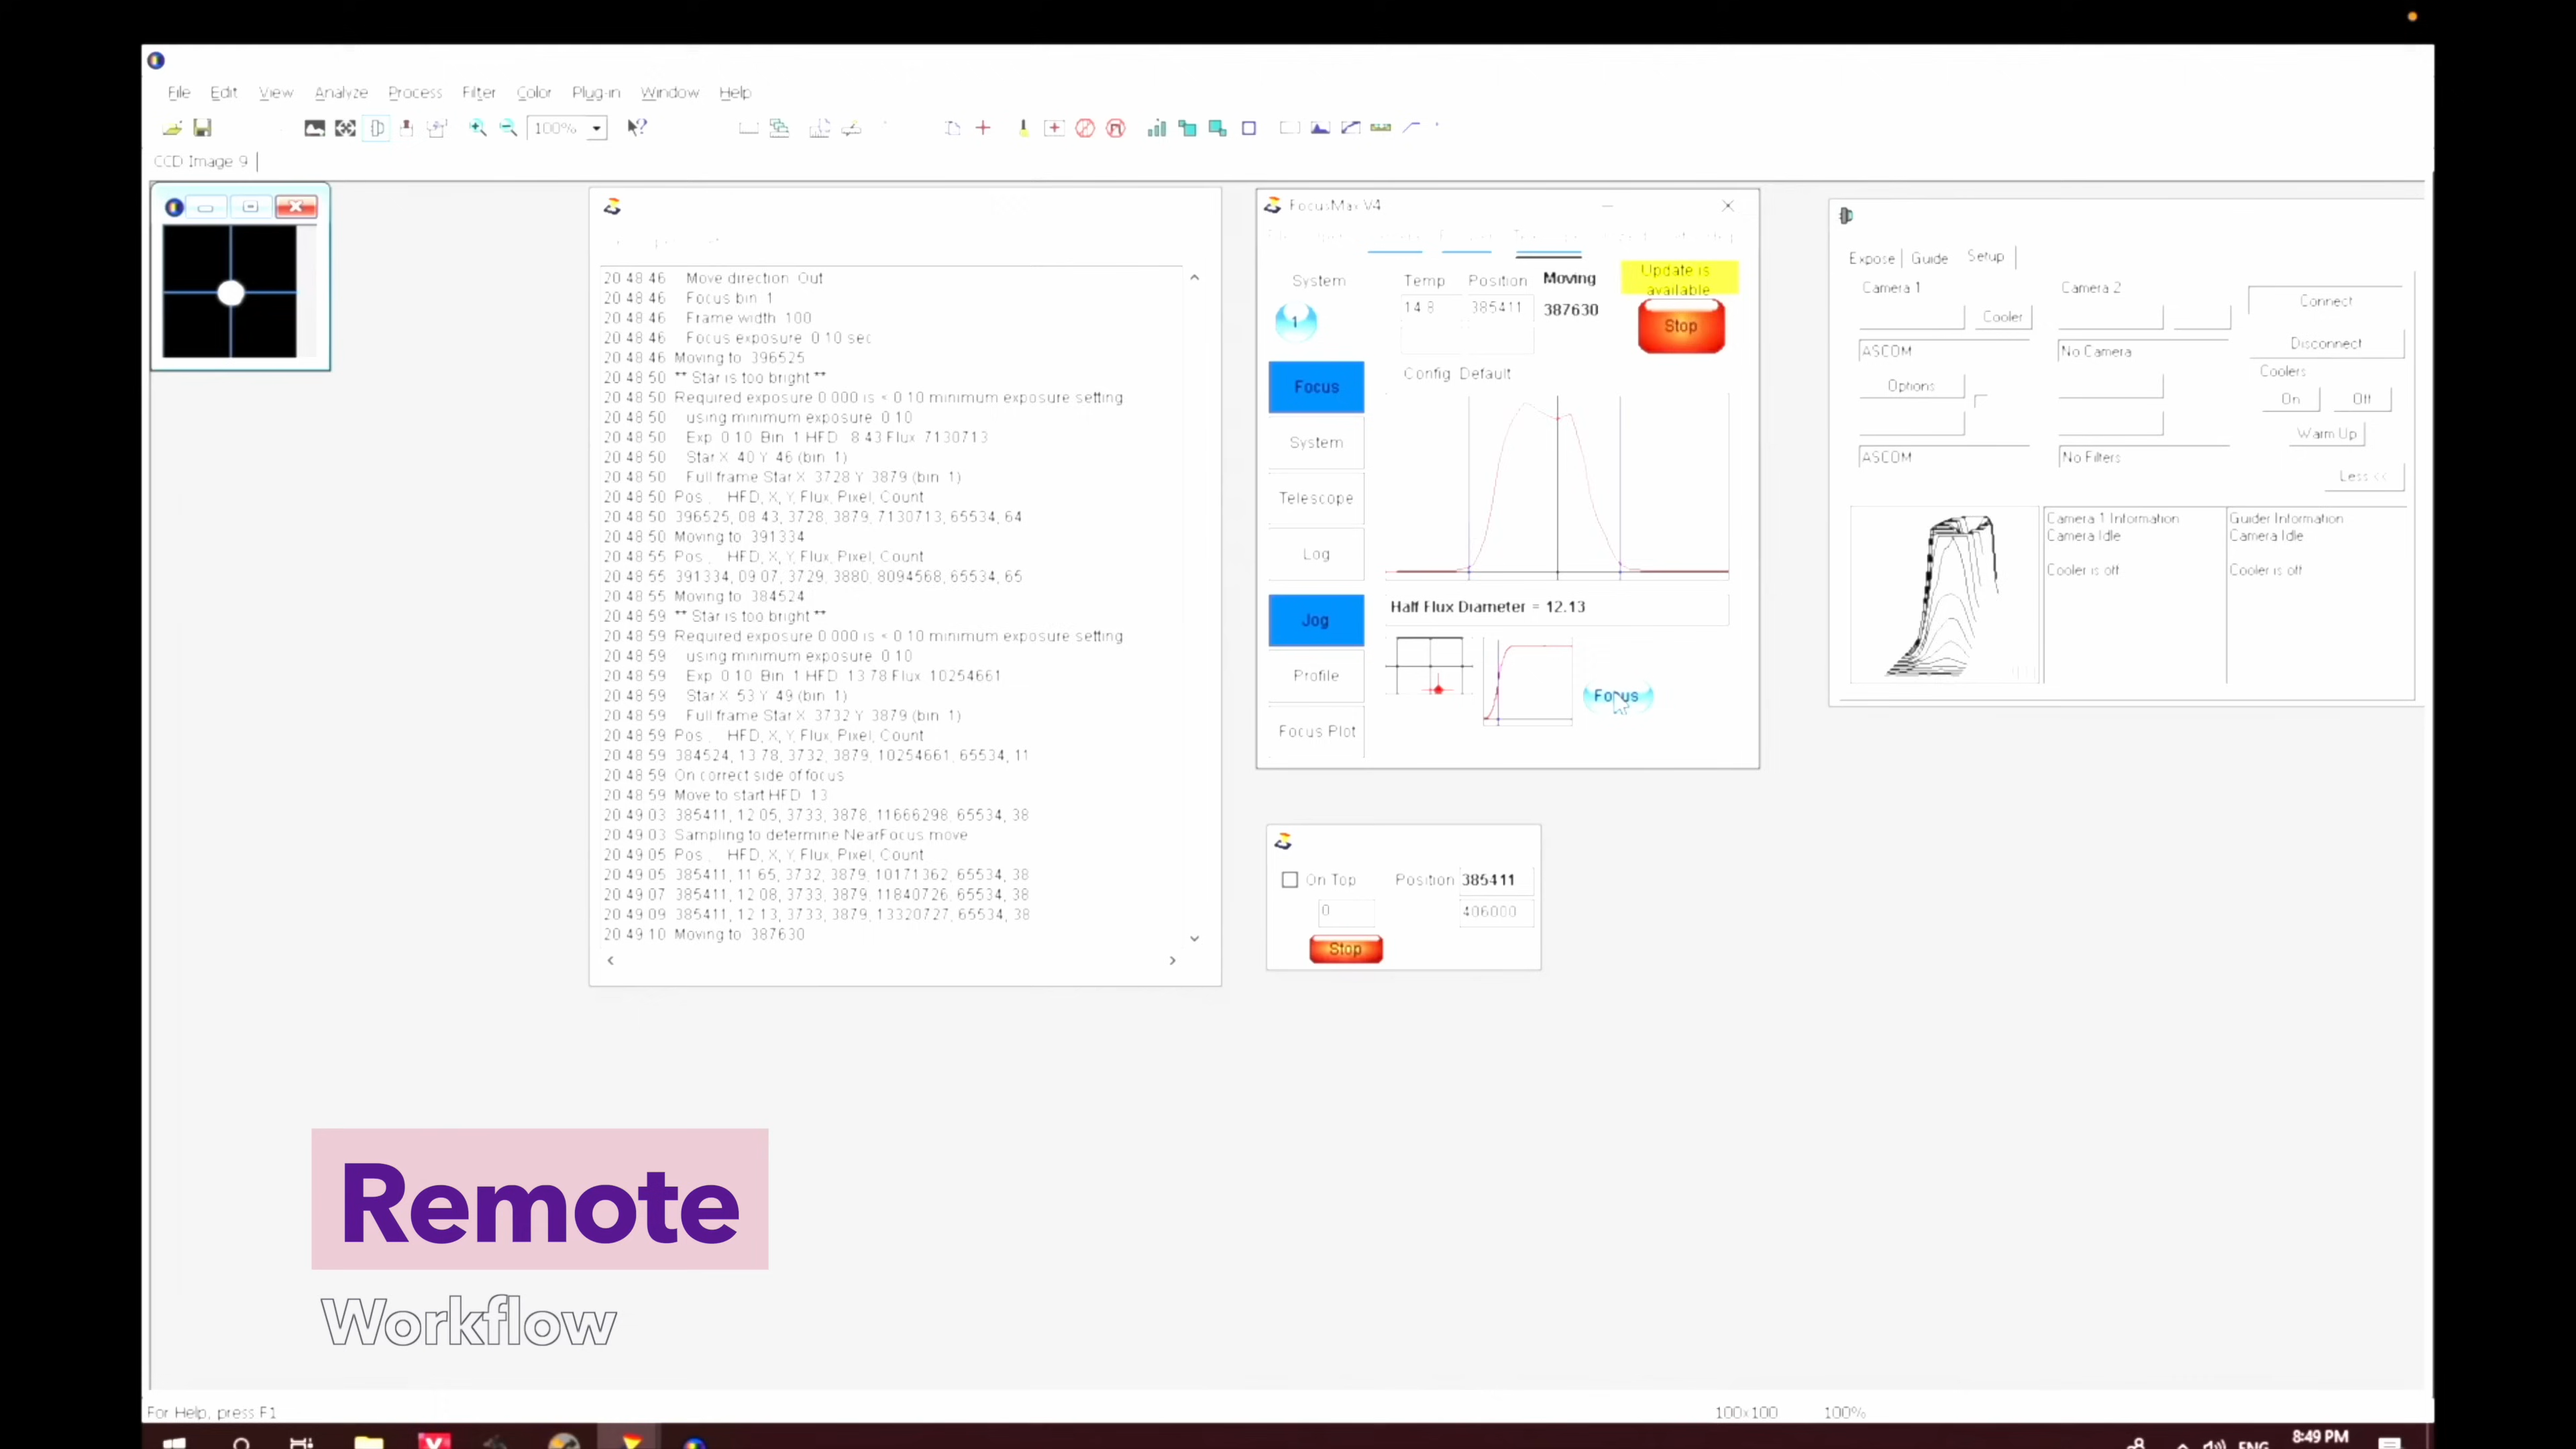 File Edit View Analyze Process Filter Color Plug-in Window Help
100%
CCD Image 9
20 48 46 Move direction Out
20 48 46 Focus bin 1
20 48 46 Frame width 100
20 48 46 Focus exposure 0 10 sec
20 48 46 Moving to 396525
20 48 50 ** Star is too bright **
20 48 50 Required exposure 0 000 is < 0 10 minimum exposure setting
20 48 50 using minimum exposure 0 10
20 48 50 Exp 0 10 Bin 1 HFD 8 43 Flux 7130713
20 48 50 Star X 40 Y 46 (bin 1)
20 48 50 Full frame Star X 3728 Y 3879 (bin 1)
20 48 50 Pos , HFD, X, Y, Flux, Pixel, Count
20 48 50 396525, 08 43, 3728, 3879, 7130713, 65534, 64
20 48 50 Moving to 391334
20 48 55 Pos , HFD, X, Y, Flux, Pixel, Count
20 48 55 391334, 09 07, 3729, 3880, 8094568, 65534, 65
20 48 55 Moving to 384524
20 48 59 ** Star is too bright **
20 48 59 Required exposure 0 000 is < 0 10 minimum exposure setting
20 48 59 using minimum exposure 0 10
20 48 59 Exp 0 10 Bin 1 HFD 13 78 Flux 10254661
20 48 59 Star X 53 Y 49 (bin 1)
20 48 59 Full frame Star X 3732 Y 3879 (bin 1)
20 48 59 Pos , HFD, X, Y, Flux, Pixel, Count
20 48 59 384524, 13 78, 3732, 3879, 10254661, 65534, 11
20 48 59 On correct side of focus
20 48 59 Move to start HFD 13
20 49 03 385411, 12 05, 3733, 3878, 11666298, 65534, 38
20 49 03 Sampling to determine NearFocus move
20 49 05 Pos , HFD, X, Y, Flux, Pixel, Count
20 49 05 385411, 11 65, 3732, 3879, 10171362, 65534, 38
20 49 07 385411, 12 08, 3733, 3879, 11840726, 65534, 38
20 49 09 385411, 12 13, 3733, 3879, 13320727, 65534, 38
20 49 10 Moving to 387630
FocusMax V4
System Temp Position Moving
Update is
available
1 14 8 385411 387630
Stop
Focus
Config Default
System
Telescope
Log
Half Flux Diameter = 12.13
Jog
Profile
Focus
Focus Plot
On Top Position 385411
0 406000
Stop
Expose Guide Setup
Camera 1 Camera 2
Connect
Cooler
Disconnect
ASCOM No Camera
Coolers
Options
On Off
Warm Up
ASCOM No Filters
Less <<
Camera 1 Information Guider Information
Camera Idle Camera Idle
Cooler is off Cooler is off
Remote
Workflow
For Help, press F1
100x100 100%
ENG
8:49 PM